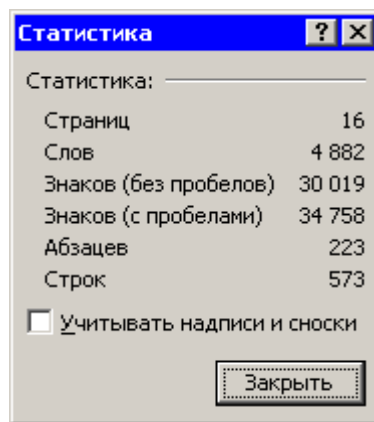 Статистика
Статистика:
Страниц 16
Слов 4 882
Знаков (без пробелов) 30 019
Знаков (с пробелами) 34 758
Абзацев 223
Строк 573
Учитывать надписи и сноски
Закрыть